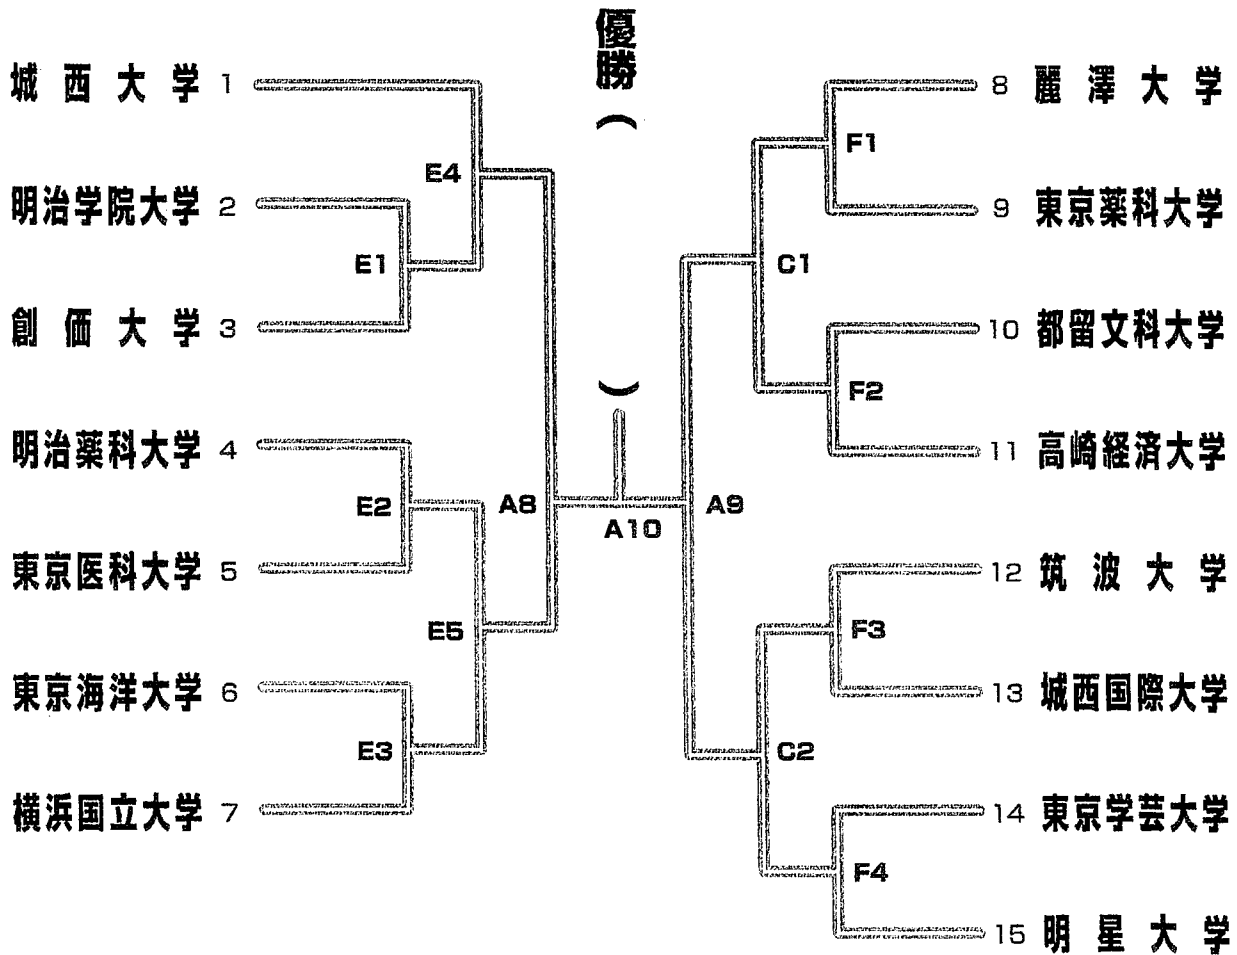 優勝
（
）
城西大学 1
明治学院大学 2
創価大学 3
明治薬科大学 4
東京医科大学 5
東京海洋大学 6
横浜国立大学 7
E4
E1
E2
E5
E3
A8
A10
A9
F1
C1
F2
F3
C2
F4
8 麗澤大学
9 東京薬科大学
10 都留文科大学
11 高崎経済大学
12 筑波大学
13 城西国際大学
14 東京学芸大学
15 明星大学